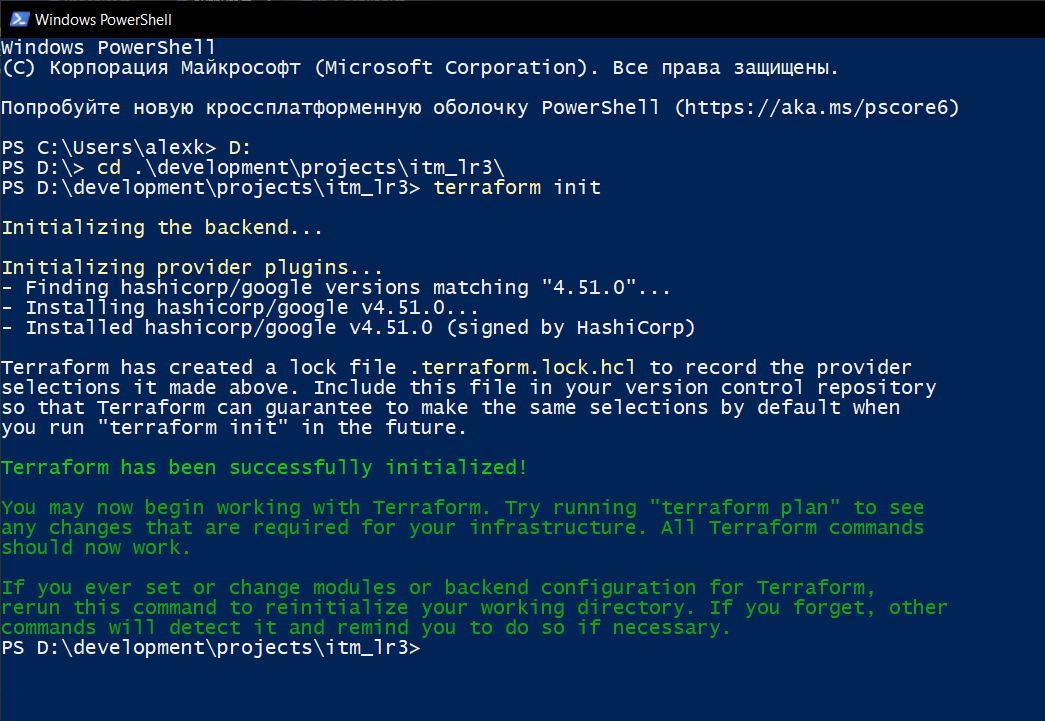 Windows PowerShell
Windows PowerShell
(C) Корпорация Майкрософт (Microsoft Corporation). Все права защищены.
Попробуйте новую кроссплатформенную оболочку PowerShell (https://aka.ms/pscore6)
PS C:\Users\alexk> D:
PS D:\> cd .\development\projects\itm_lr3\
PS D:\development\projects\itm_lr3> terraform init
Initializing the backend...
Initializing provider plugins...
- Finding hashicorp/google versions matching "4.51.0"...
- Installing hashicorp/google v4.51.0...
- Installed hashicorp/google v4.51.0 (signed by HashiCorp)
Terraform has created a lock file .terraform.lock.hcl to record the provider
selections it made above. Include this file in your version control repository
so that Terraform can guarantee to make the same selections by default when
you run "terraform init" in the future.
Terraform has been successfully initialized!
You may now begin working with Terraform. Try running "terraform plan" to see
any changes that are required for your infrastructure. All Terraform commands
should now work.
If you ever set or change modules or backend configuration for Terraform,
rerun this command to reinitialize your working directory. If you forget, other
commands will detect it and remind you to do so if necessary.
PS D:\development\projects\itm_lr3>